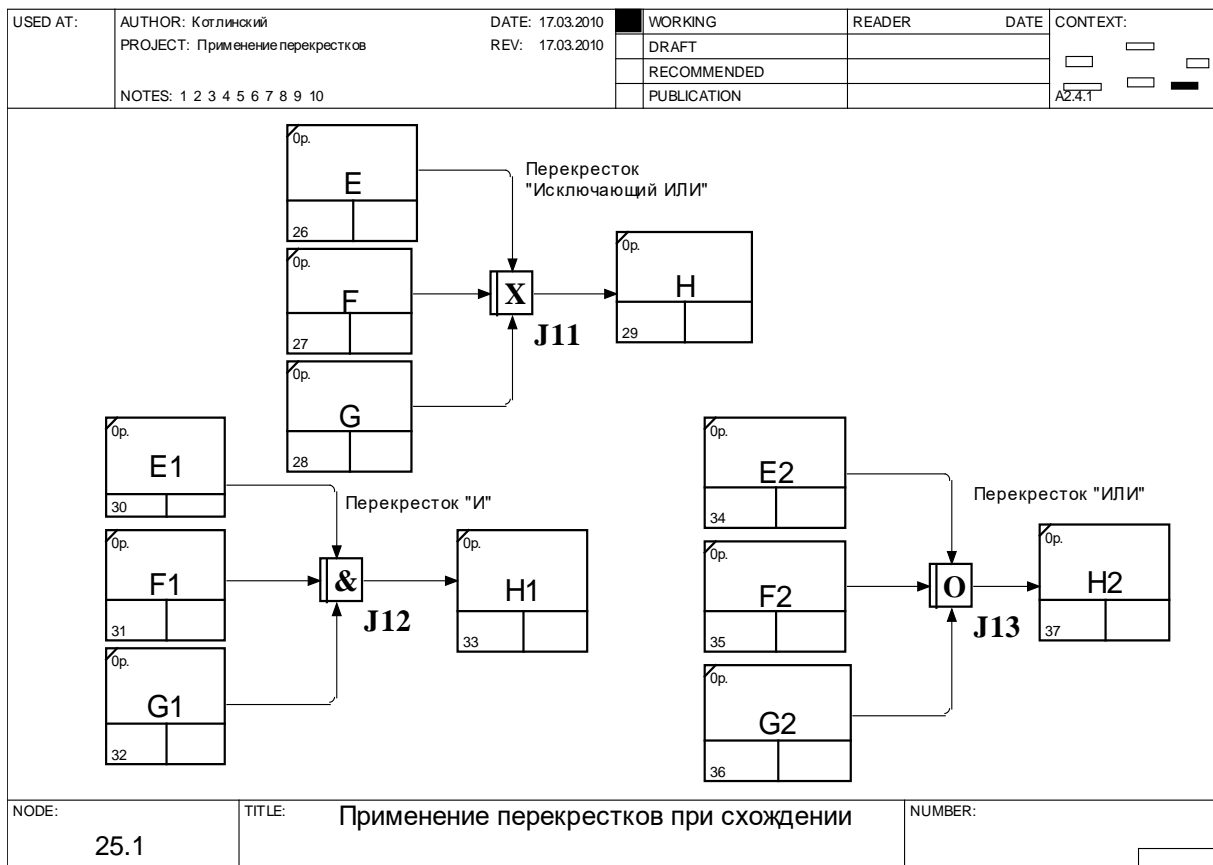 USED AT:
AUTHOR: Котлинский
DATE: 17.03.2010
PROJECT: Применение перекрестков
REV: 17.03.2010
NOTES: 1 2 3 4 5 6 7 8 9 10
WORKING
DRAFT
RECOMMENDED
PUBLICATION
READER DATE
CONTEXT:
A2.4.1
0р.
E
26
Перекресток
"Исключающий ИЛИ"
0р.
F
27
X
J11
0р.
H
29
0р.
G
28
0р.
E1
30
Перекресток "И"
0р.
F1
31
&
J12
0р.
H1
33
0р.
G1
32
0р.
E2
34
Перекресток "ИЛИ"
0р.
F2
35
O
J13
0р.
H2
37
0р.
G2
36
NODE:
25.1
TITLE:
Применение перекрестков при схождении
NUMBER: